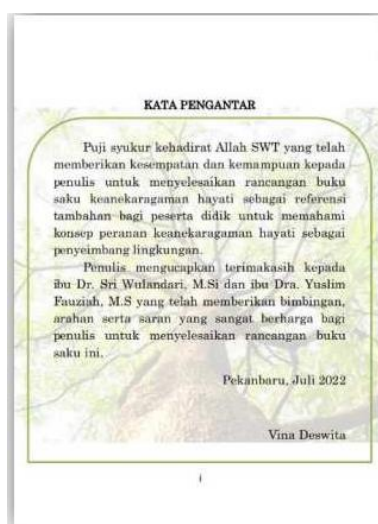 KATA PENGANTAR
Puji syukur kehadirat Allah SWT yang telah
memberikan kesempatan dan kemampuan kepada
penulis untuk menyelesaikan rancangan buku
saku keanekaragaman hayati sebagai referensi
tambahan bagi peserta didik untuk memahami
konsep peranan keanekaragaman hayati sebagai
penyeimbang lingkungan.
Penulis mengucapkan terimakasih kepada
ibu Dr. Sri Wulandari, M.Si dan ibu Dra. Yuslim
Fauziah, M.S yang telah memberikan bimbingan,
arahan serta saran yang sangat berharga bagi
penulis untuk menyelesaikan rancangan buku
saku ini.
Pekanbaru, Juli 2022
Vina Deswita
i